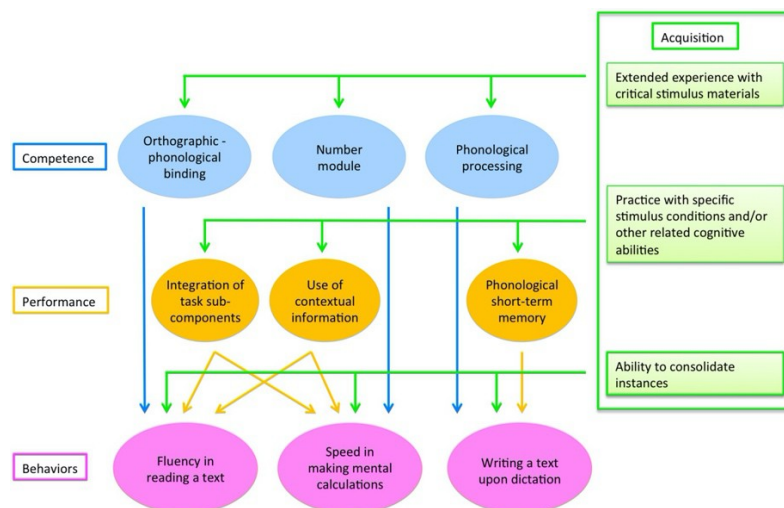 Acquisition
Extended experience with
critical stimulus materials
Competence
Orthographic -
phonological
binding
Number
module
Phonological
processing
Practice with specific
stimulus conditions and/or
other related cognitive
abilities
Performance
Integration of
task sub-
components
Use of
contextual
information
Phonological
short-term
memory
Ability to consolidate
instances
Behaviors
Fluency in
reading a text
Speed in
making mental
calculations
Writing a text
upon dictation